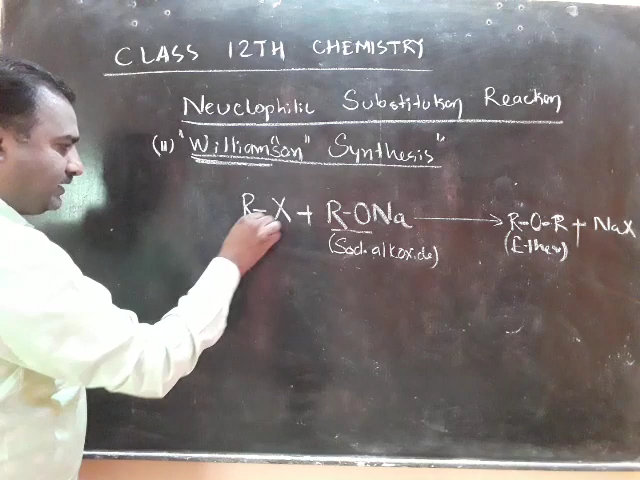 CLASS 12TH CHEMISTRY
Neuclophilic Substitution Reaction
(ii) "Williamson" Synthesis"
R-X + R-ONa → R-O-R + NaX
(Sod. alkoxide) (Ether)